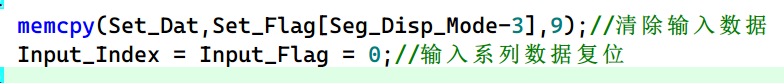 memcpy(Set_Dat,Set_Flag[Seg_Disp_Mode-3],9);//清除输入数据
Input_Index = Input_Flag = 0;//输入系列数据复位